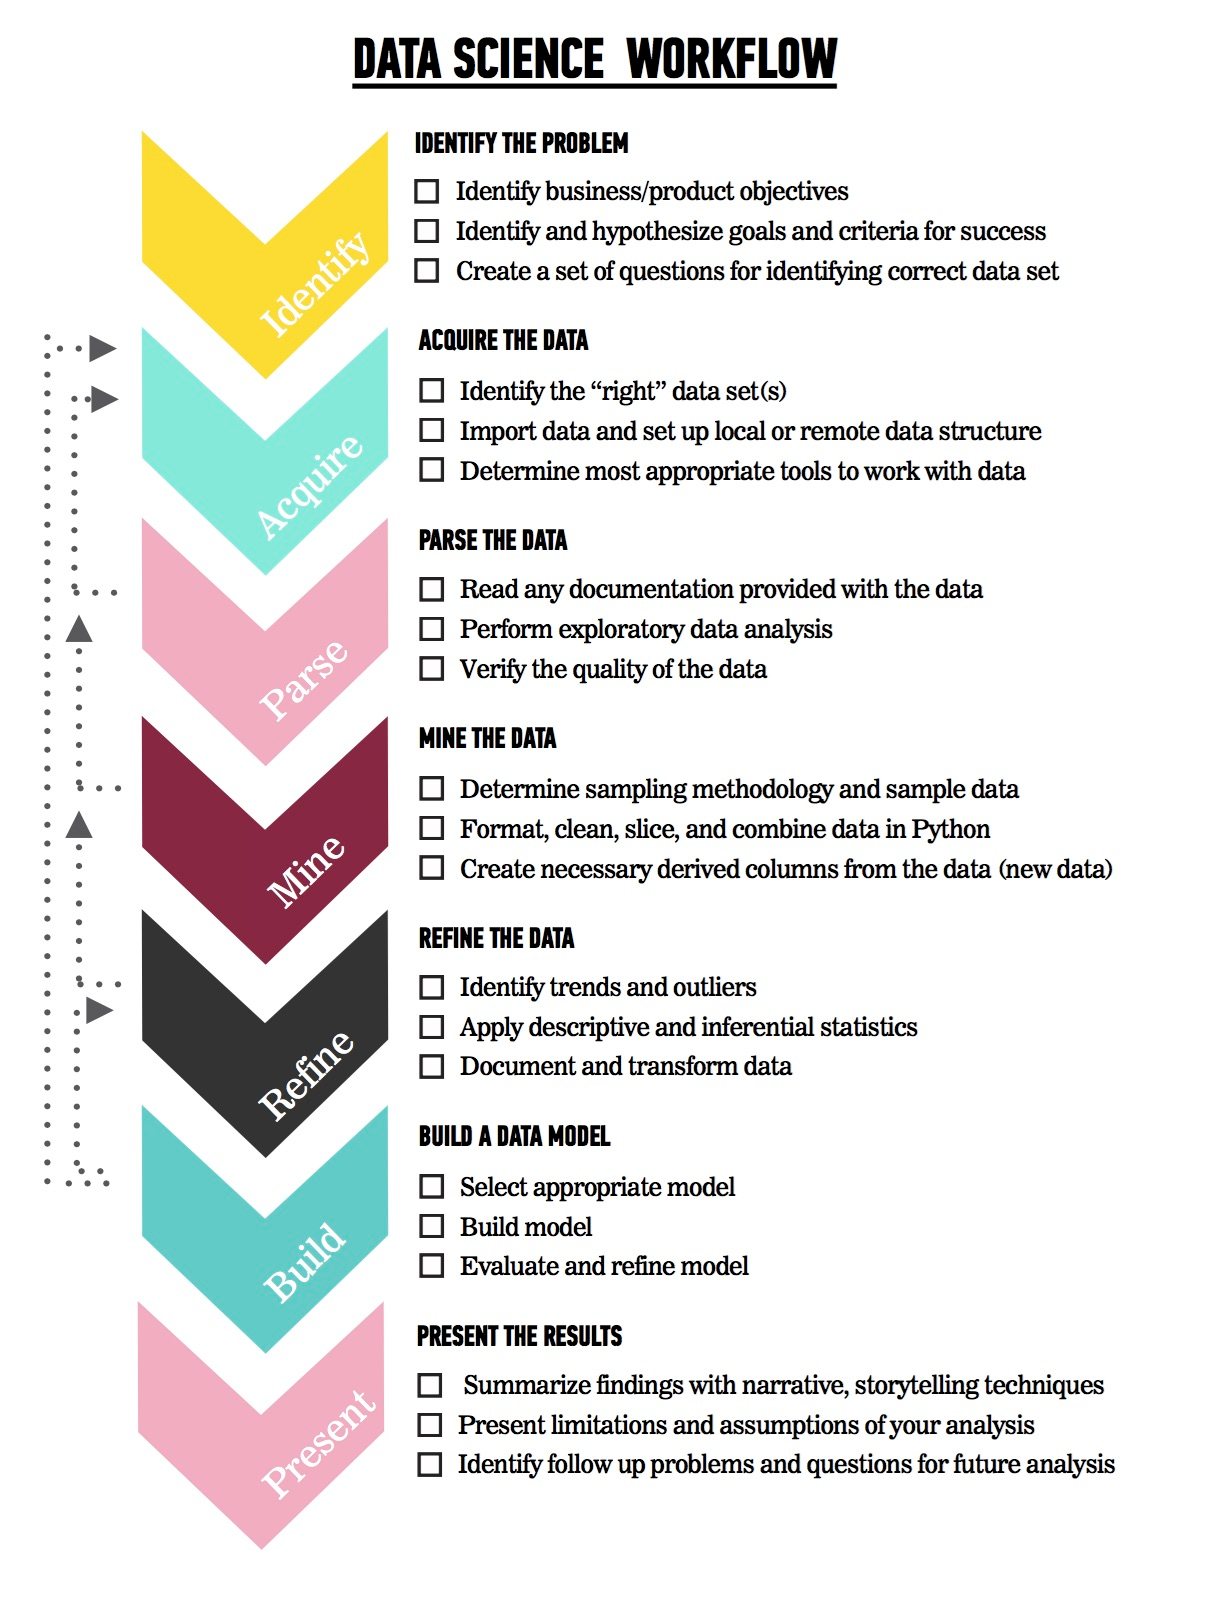 DATA SCIENCE WORKFLOW
IDENTIFY THE PROBLEM
Identify business/product objectives
Identify and hypothesize goals and criteria for success
Create a set of questions for identifying correct data set
Identify
ACQUIRE THE DATA
Identify the “right” data set(s)
Import data and set up local or remote data structure
Determine most appropriate tools to work with data
Acquire
PARSE THE DATA
Read any documentation provided with the data
Perform exploratory data analysis
Verify the quality of the data
Parse
MINE THE DATA
Determine sampling methodology and sample data
Format, clean, slice, and combine data in Python
Create necessary derived columns from the data (new data)
Mine
REFINE THE DATA
Identify trends and outliers
Apply descriptive and inferential statistics
Document and transform data
Refine
BUILD A DATA MODEL
Select appropriate model
Build model
Evaluate and refine model
Build
PRESENT THE RESULTS
Summarize findings with narrative, storytelling techniques
Present limitations and assumptions of your analysis
Identify follow up problems and questions for future analysis
Present